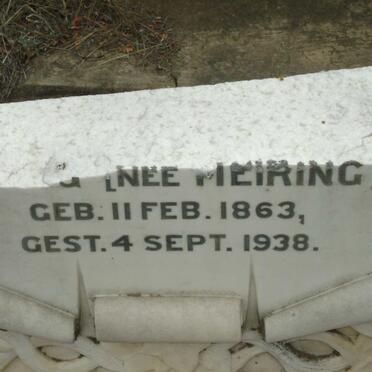 (NEE MEIRING)
GEB. 11 FEB. 1863,
GEST. 4 SEPT. 1938.